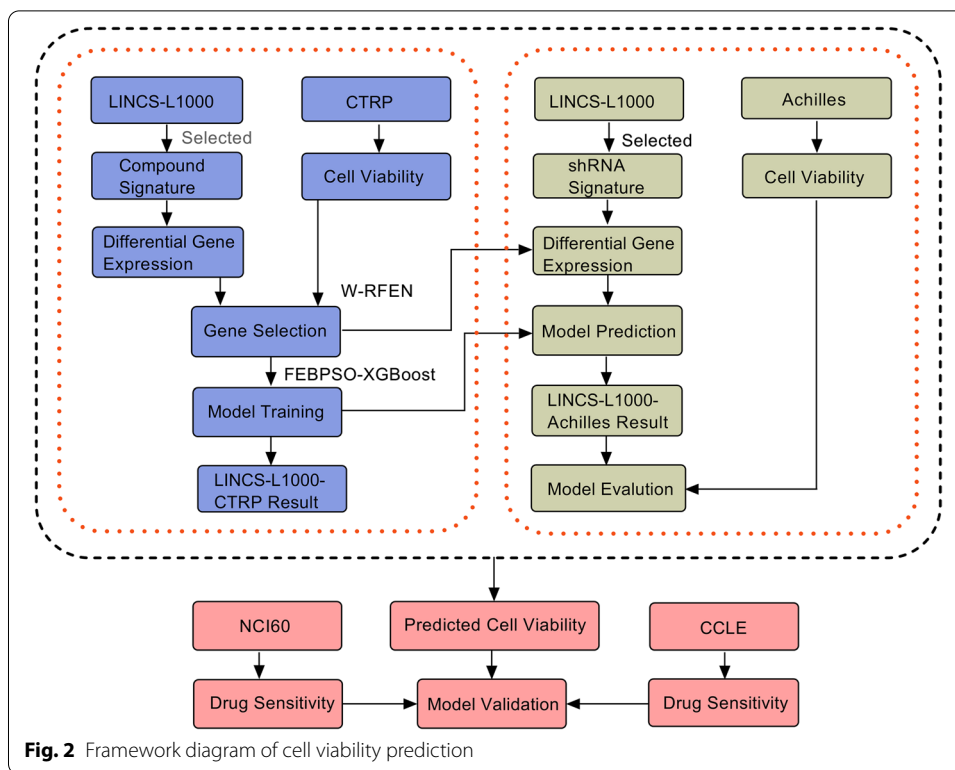 LINCS-L1000
CTRP
Selected
Compound
Signature
Cell Viability
Differential Gene
Expression
W-RFEN
Gene Selection
FEBPSO-XGBoost
Model Training
LINCS-L1000-
CTRP Result
LINCS-L1000
Achilles
Selected
shRNA
Signature
Cell Viability
Differential Gene
Expression
Model Prediction
LINCS-L1000-
Achilles Result
Model Evalution
NCI60
Predicted Cell Viability
CCLE
Drug Sensitivity
Model Validation
Drug Sensitivity
Fig. 2 Framework diagram of cell viability prediction